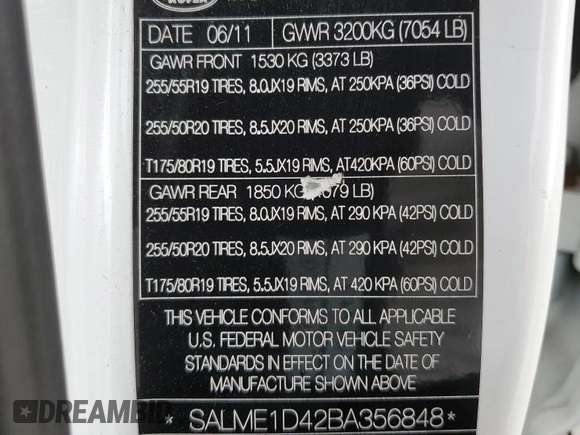 ROVER
DATE 06/11 GVWR 3200KG (7054 LB)
GAWR FRONT 1530 KG (3373 LB)
255/55R19 TIRES, 8.0JX19 RIMS, AT 250KPA (36PSI) COLD
255/50R20 TIRES, 8.5JX20 RIMS, AT 250KPA (36PSI) COLD
T175/80R19 TIRES, 5.5JX19 RIMS, AT420KPA (60PSI) COLD
GAWR REAR 1850 KG 079 LB)
255/55R19 TIRES, 8.0JX19 RIMS, AT 290 KPA (42PSI) COLD
255/50R20 TIRES, 8.5JX20 RIMS, AT 290 KPA (42PSI) COLD
T175/80R19 TIRES, 5.5JX19 RIMS, AT 420 KPA (60PSI) COLD
THIS VEHICLE CONFORMS TO ALL APPLICABLE
U.S. FEDERAL MOTOR VEHICLE SAFETY
STANDARDS IN EFFECT ON THE DATE OF
MANUFACTURE SHOWN ABOVE
* SALME1D42BA356848*
DREAMBID